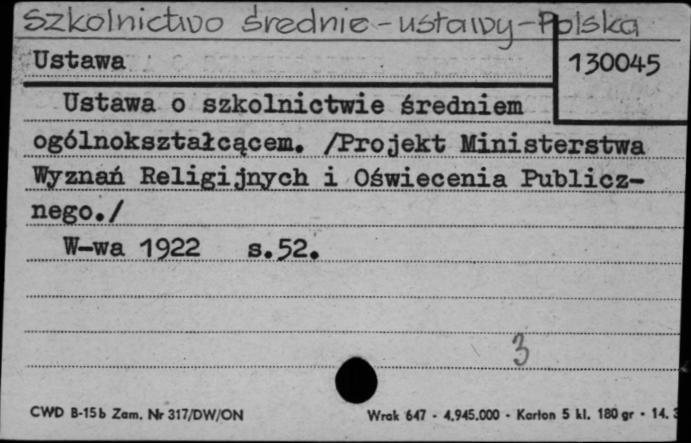 Szkolnictwo średnie - ustawy - Polska
Ustawa
130045
Ustawa o szkolnictwie średniem
ogólnokształcącem. /Projekt Ministerstwa
Wyznań Religijnych i Oświecenia Publicz-
nego./
W-wa 1922 s.52.
3
CWD B-15b Zam. Nr 317/DW/ON
Wrak 647 - 4.945.000 - Karton 5 kl. 180 gr - 14.